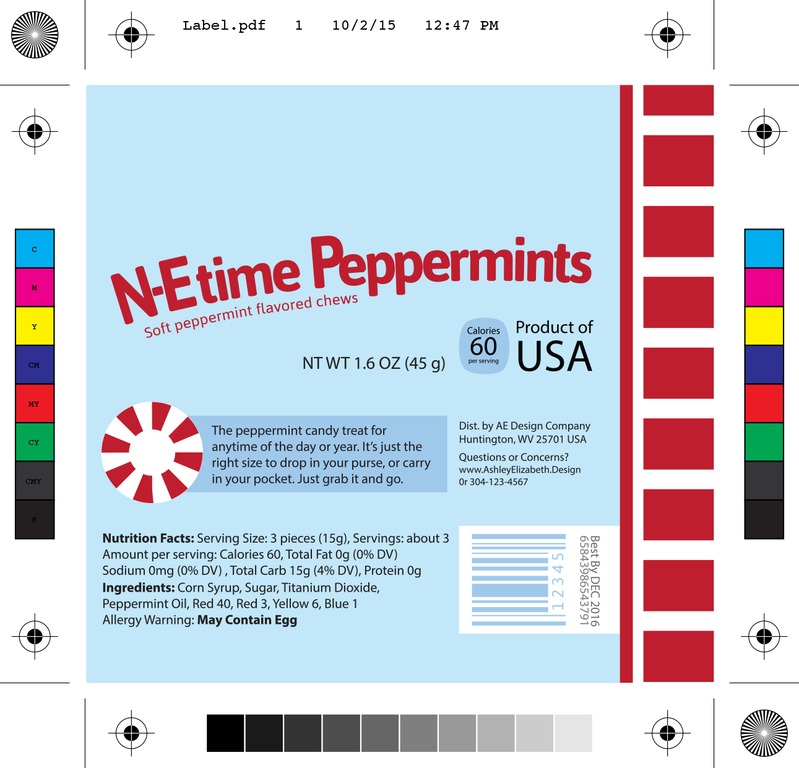 Label.pdf 1 10/2/15 12:47 PM
C
M
Y
CM
MY
CY
CMY
K
N-Etime Peppermints
Soft peppermint flavored chews
NT WT 1.6 OZ (45 g)
Calories
60
per serving
Product of
USA
The peppermint candy treat for
anytime of the day or year. It's just the
right size to drop in your purse, or carry
in your pocket. Just grab it and go.
Dist. by AE Design Company
Huntington, WV 25701 USA
Questions or Concerns?
www.AshleyElizabeth.Design
0r 304-123-4567
Nutrition Facts: Serving Size: 3 pieces (15g), Servings: about 3
Amount per serving: Calories 60, Total Fat 0g (0% DV)
Sodium 0mg (0% DV) , Total Carb 15g (4% DV), Protein 0g
Ingredients: Corn Syrup, Sugar, Titanium Dioxide,
Peppermint Oil, Red 40, Red 3, Yellow 6, Blue 1
Allergy Warning: May Contain Egg
12345
Best By DEC 2016
65843986543791